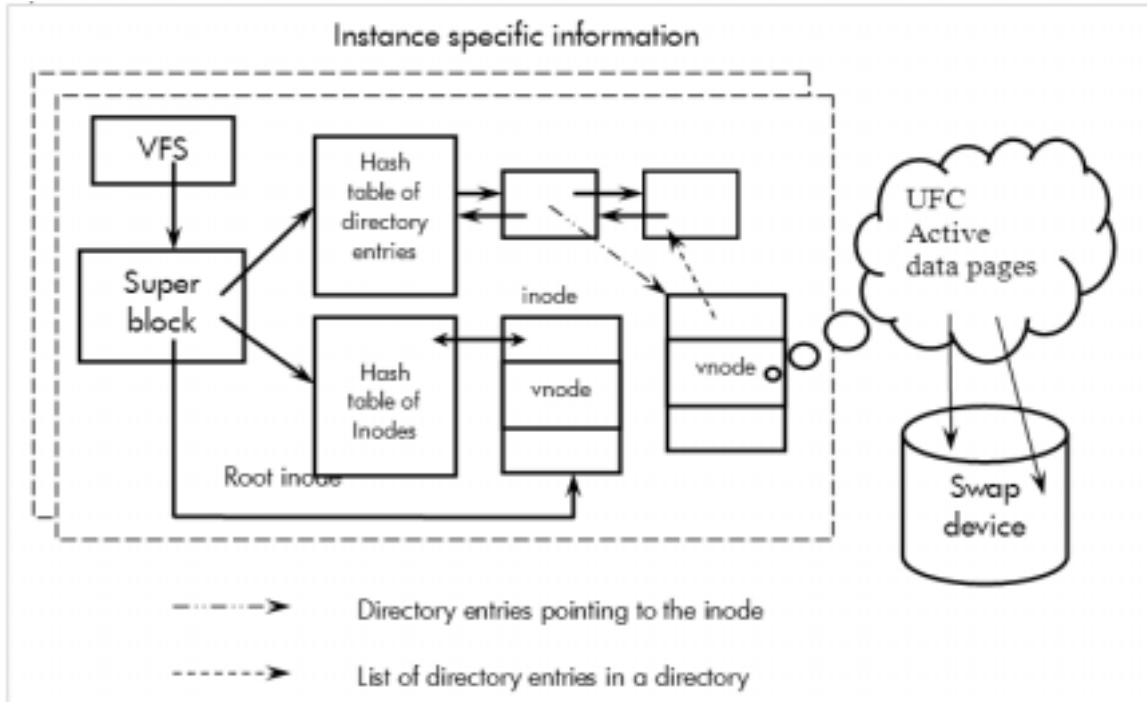 Instance specific information
VFS
Hash
table of
directory
entries
UFC
Active
data pages
Super
block
inode
Hash
table of
Inodes
vnode
vnode
Root inode
Swap
device
Directory entries pointing to the inode
List of directory entries in a directory